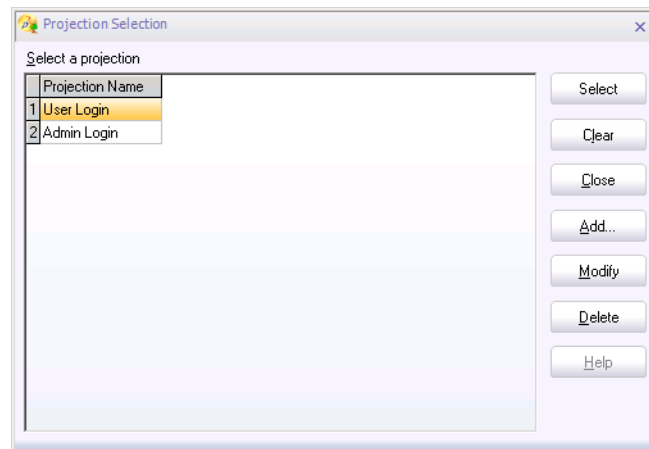 Projection Selection
Select a projection
Projection Name
1 User Login
2 Admin Login
Select
Clear
Close
Add...
Modify
Delete
Help